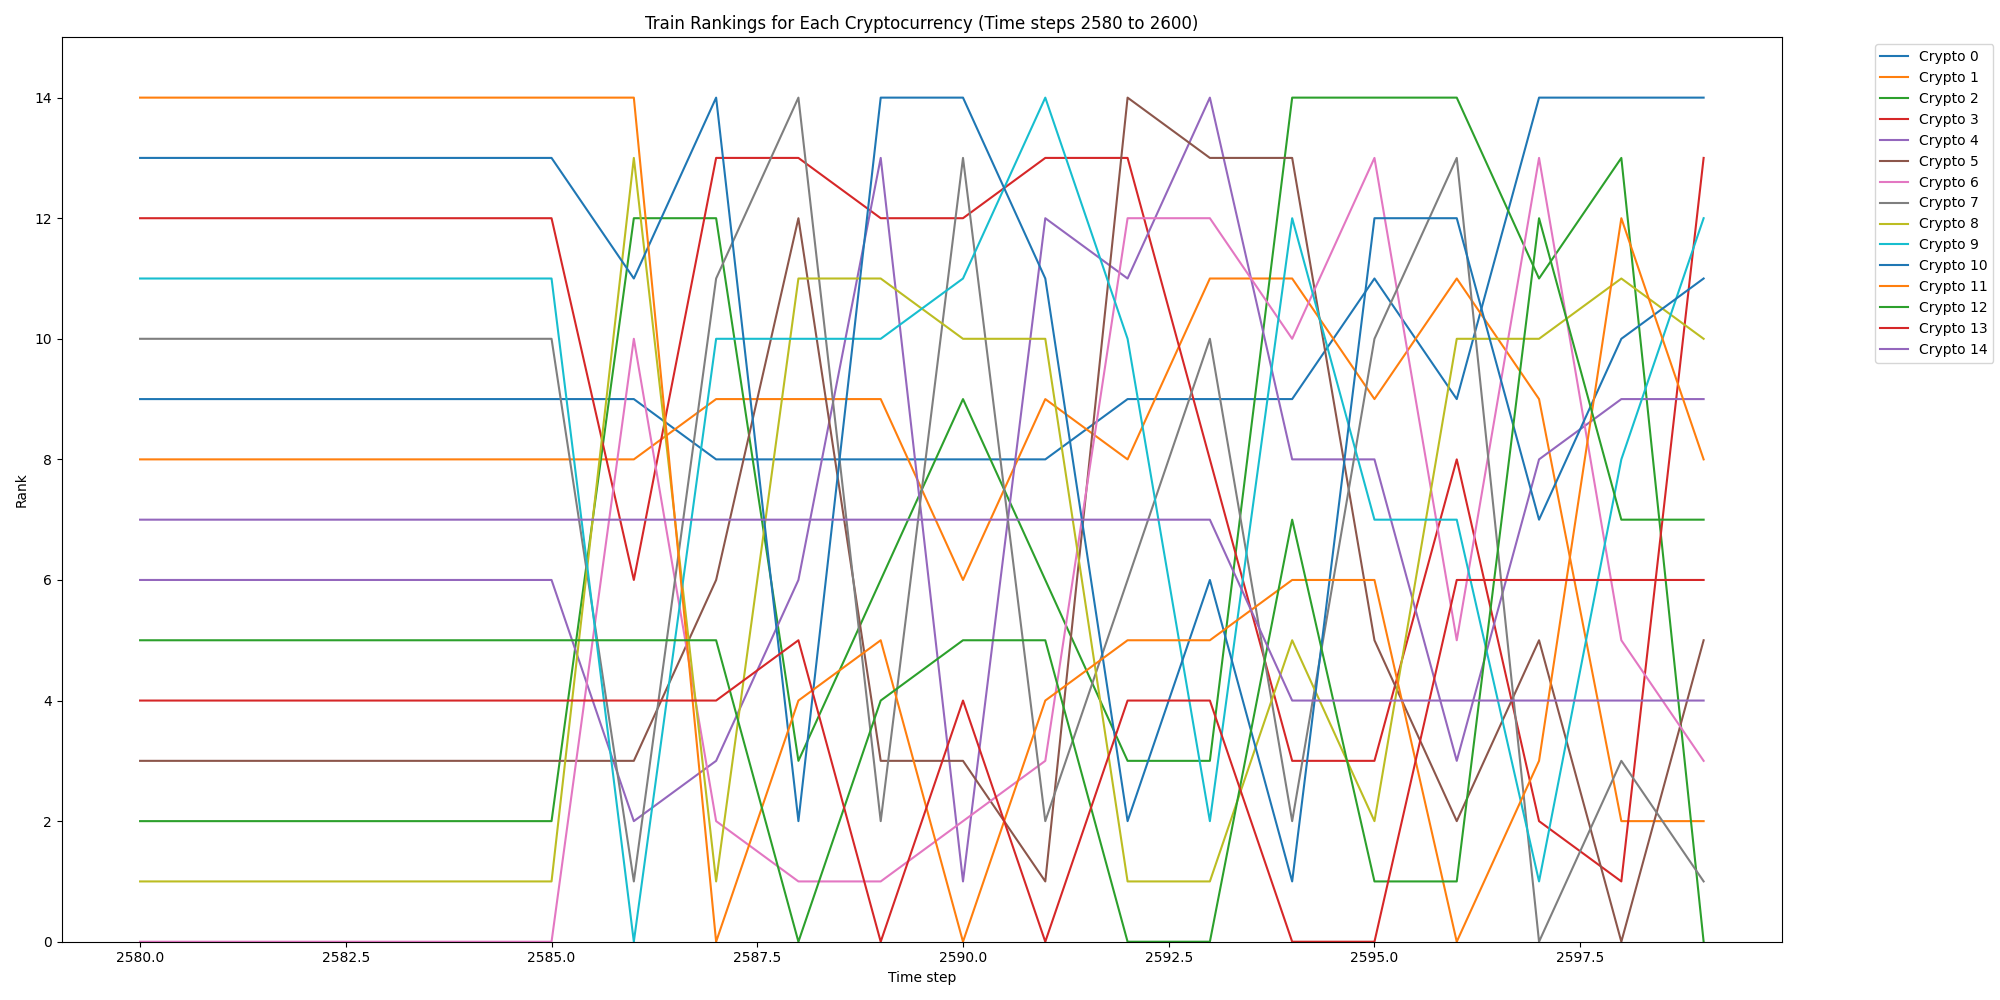 Train Rankings for Each Cryptocurrency (Time steps 2580 to 2600)
Rank
14
12
10
8
6
4
2
0
2580.0 2582.5 2585.0 2587.5 2590.0 2592.5 2595.0 2597.5
Time step
Crypto 0
Crypto 1
Crypto 2
Crypto 3
Crypto 4
Crypto 5
Crypto 6
Crypto 7
Crypto 8
Crypto 9
Crypto 10
Crypto 11
Crypto 12
Crypto 13
Crypto 14